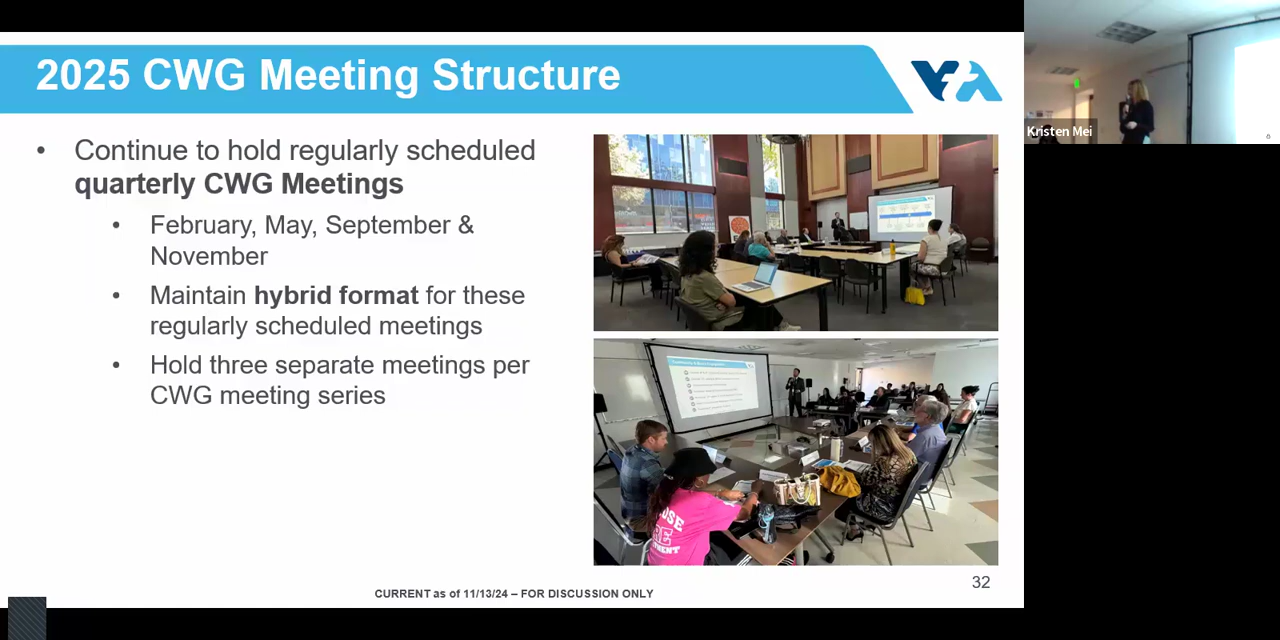 2025 CWG Meeting Structure
VTA
• Continue to hold regularly scheduled
quarterly CWG Meetings
• February, May, September &
November
• Maintain hybrid format for these
regularly scheduled meetings
• Hold three separate meetings per
CWG meeting series
CURRENT as of 11/13/24 – FOR DISCUSSION ONLY
32
Kristen Mei